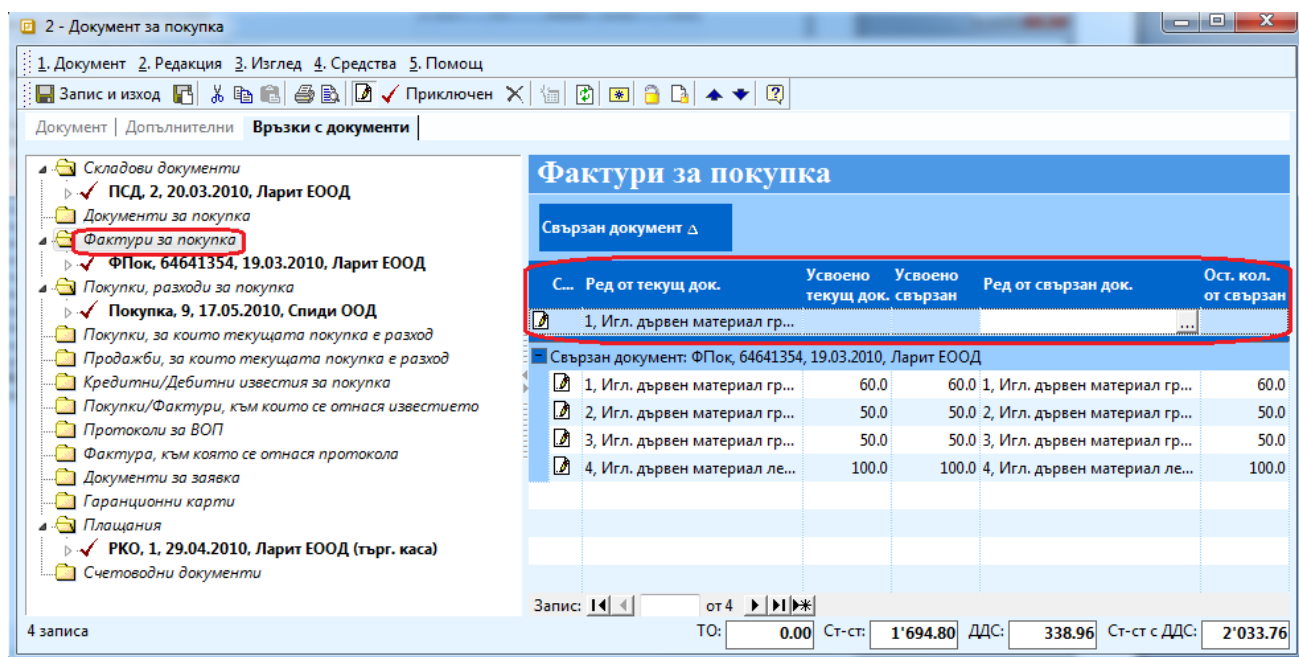 2 - Документ за покупка
1. Документ 2. Редакция 3. Изглед 4. Средства 5. Помощ
Запис и изход Приключен
Документ Допълнителни Връзки с документи
Складови документи
ПСД, 2, 20.03.2010, Ларит ЕООД
Документи за покупка
Фактури за покупка
ФПок, 64641354, 19.03.2010, Ларит ЕООД
Покупки, разходи за покупка
Покупка, 9, 17.05.2010, Спиди ООД
Покупки, за които текущата покупка е разход
Продажби, за които текущата покупка е разход
Кредитни/Дебитни известия за покупка
Покупки/Фактури, към които се отнася известието
Протоколи за ВОП
Фактура, към която се отнася протокола
Документи за заявка
Гаранционни карти
Плащания
РКО, 1, 29.04.2010, Ларит ЕООД (търг. каса)
Счетоводни документи
Фактури за покупка
Свързан документ
С... Ред от текущ док. Усвоено текущ док. Усвоено свързан Ред от свързан док. Ост. кол. от свързан
1, Игл. дървен материал гр... ...
Свързан документ: ФПок, 64641354, 19.03.2010, Ларит ЕООД
1, Игл. дървен материал гр... 60.0 60.0 1, Игл. дървен материал гр... 60.0
2, Игл. дървен материал гр... 50.0 50.0 2, Игл. дървен материал гр... 50.0
3, Игл. дървен материал гр... 50.0 50.0 3, Игл. дървен материал гр... 50.0
4, Игл. дървен материал ле... 100.0 100.0 4, Игл. дървен материал ле... 100.0
Запис: от 4
4 записа ТО: 0.00 Ст-ст: 1'694.80 ДДС: 338.96 Ст-ст с ДДС: 2'033.76